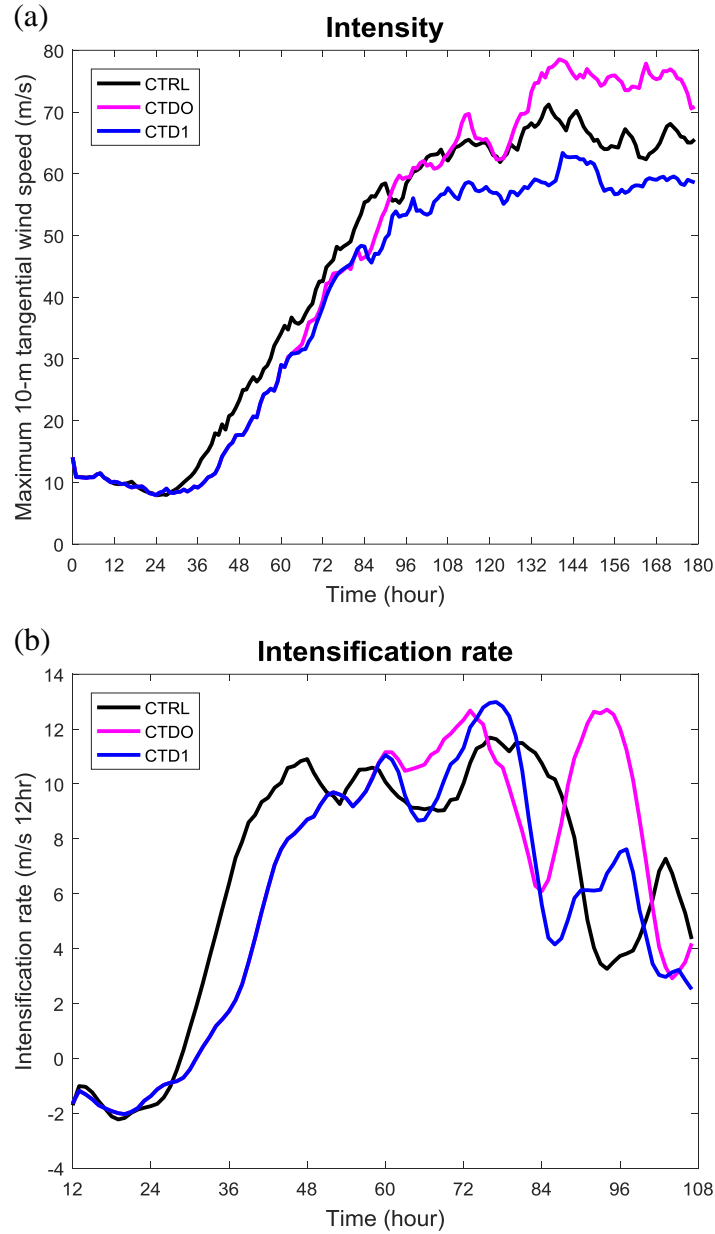 (a)
Intensity
Maximum 10-m tangential wind speed (m/s)
80
70
60
50
40
30
20
10
0
CTRL
CTDO
CTD1
0 12 24 36 48 60 72 84 96 108 120 132 144 156 168 180
Time (hour)
(b)
Intensification rate
Intensification rate (m/s 12hr)
14
12
10
8
6
4
2
0
-2
-4
CTRL
CTDO
CTD1
12 24 36 48 60 72 84 96 108
Time (hour)